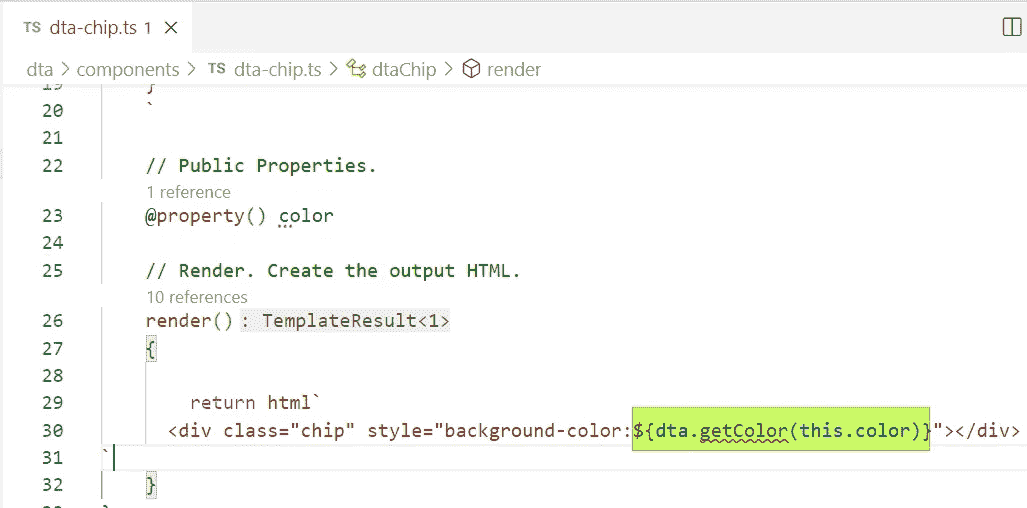 TS dta-chip.ts 1 ×
dta > components > TS dta-chip.ts > dtaChip > render
19 }
20 `
21
22 // Public Properties.
1 reference
23 @property() color
24
25 // Render. Create the output HTML.
10 references
26 render() : TemplateResult<1>
27 {
28
29 return html`
30 <div class="chip" style="background-color:${dta.getColor(this.color)}"></div>
31 `
32 }